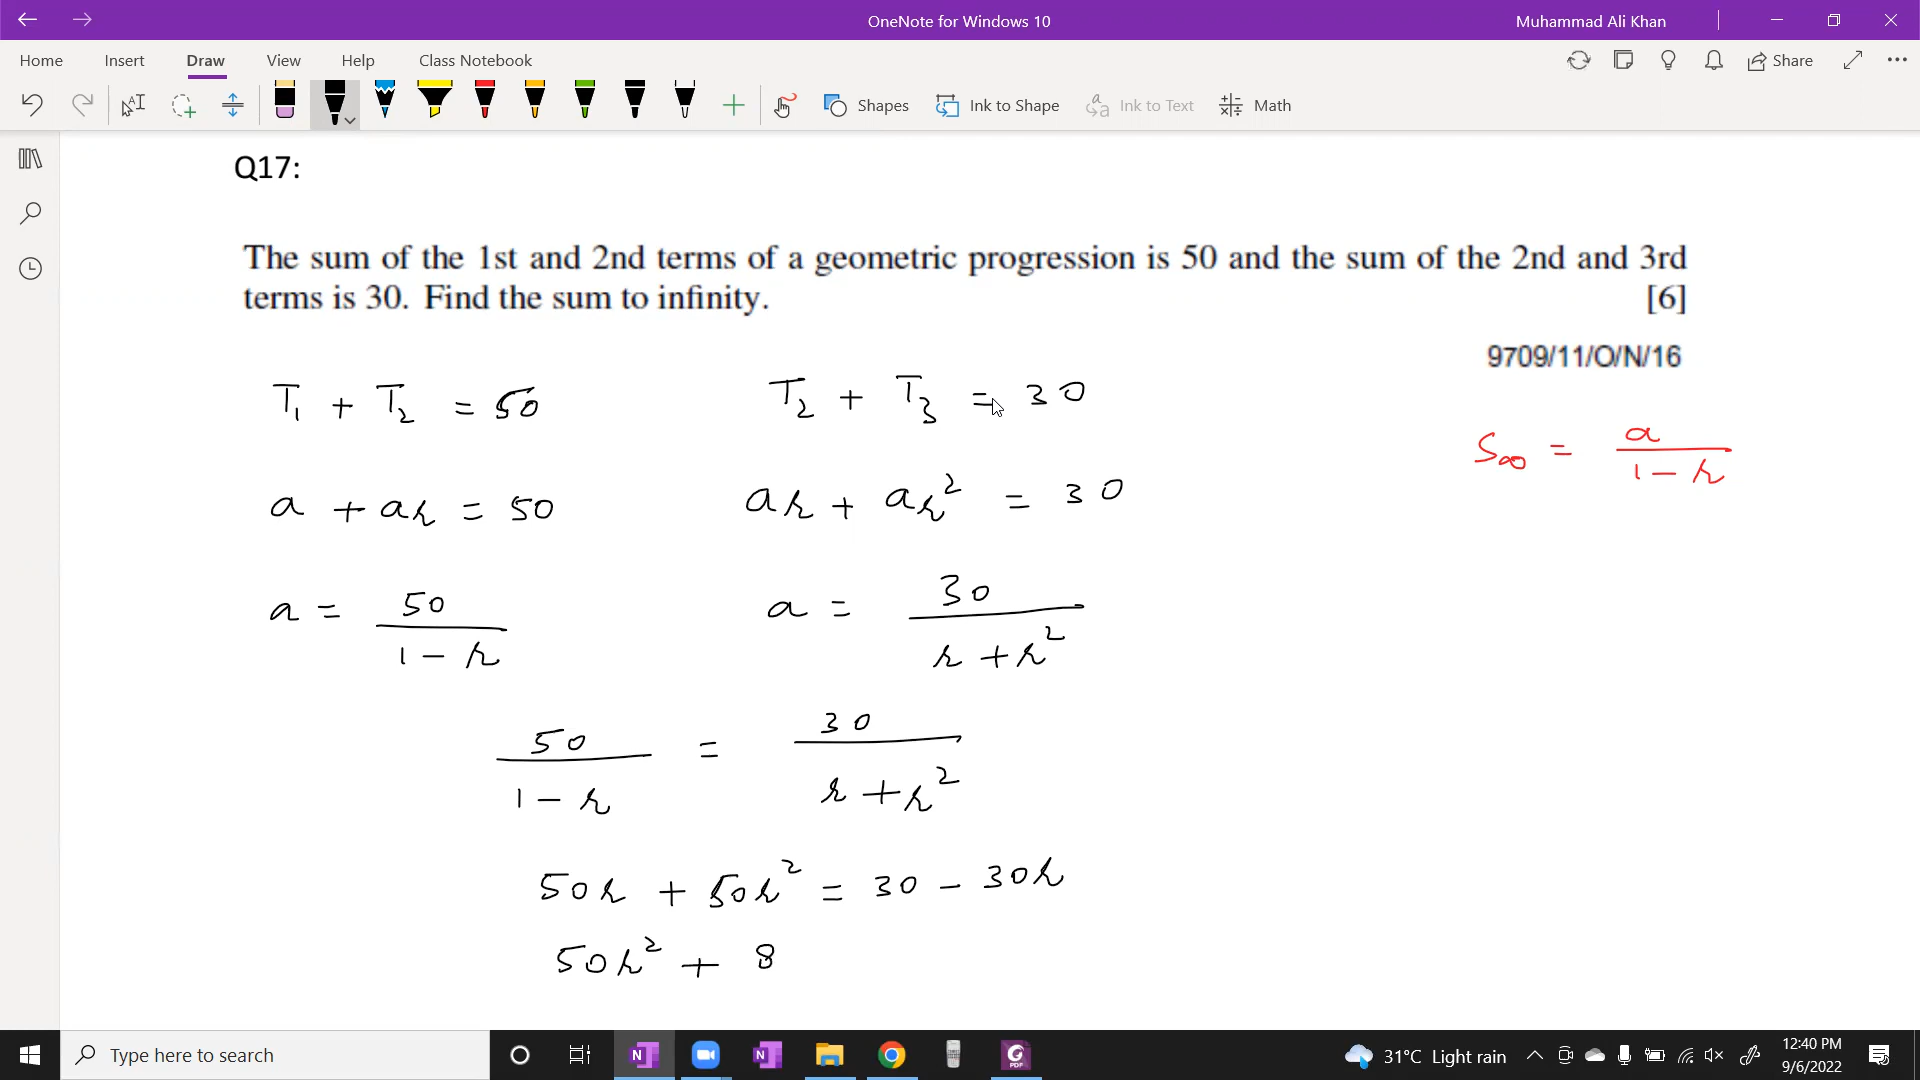 OneNote for Windows 10
Muhammad Ali Khan
Home Insert Draw View Help Class Notebook
Share
Shapes Ink to Shape Ink to Text Math
Q17:
The sum of the 1st and 2nd terms of a geometric progression is 50 and the sum of the 2nd and 3rd
terms is 30. Find the sum to infinity. [6]
9709/11/O/N/16
T₁ + T₂ = 50
T₂ + T₃ = 30
S∞ = a / (1 - r)
a + ar = 50
ar + ar² = 30
a = 50 / (1 - r)
a = 30 / (r + r²)
50 / (1 - r) = 30 / (r + r²)
50r + 50r² = 30 - 30r
50r² + 8
Type here to search
31°C Light rain
12:40 PM
9/6/2022